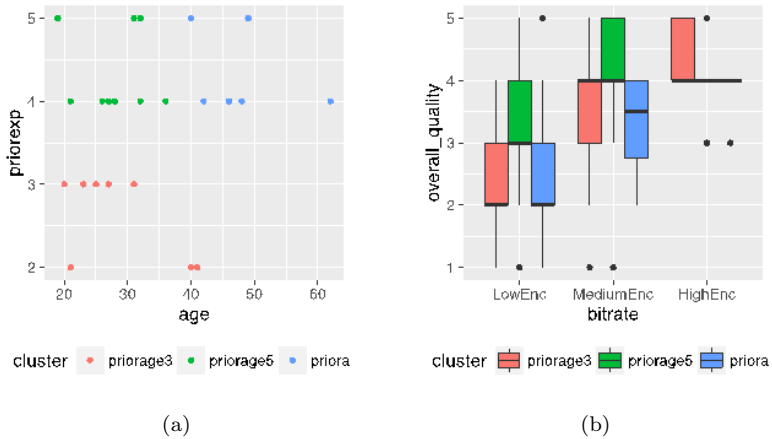 5
4
3
2
priorexp
20 30 40 50 60
age
cluster priorage3 priorage5 priora
(a)
5
4
3
2
1
overall_quality
LowEnc MediumEnc HighEnc
bitrate
cluster priorage3 priorage5 priora
(b)